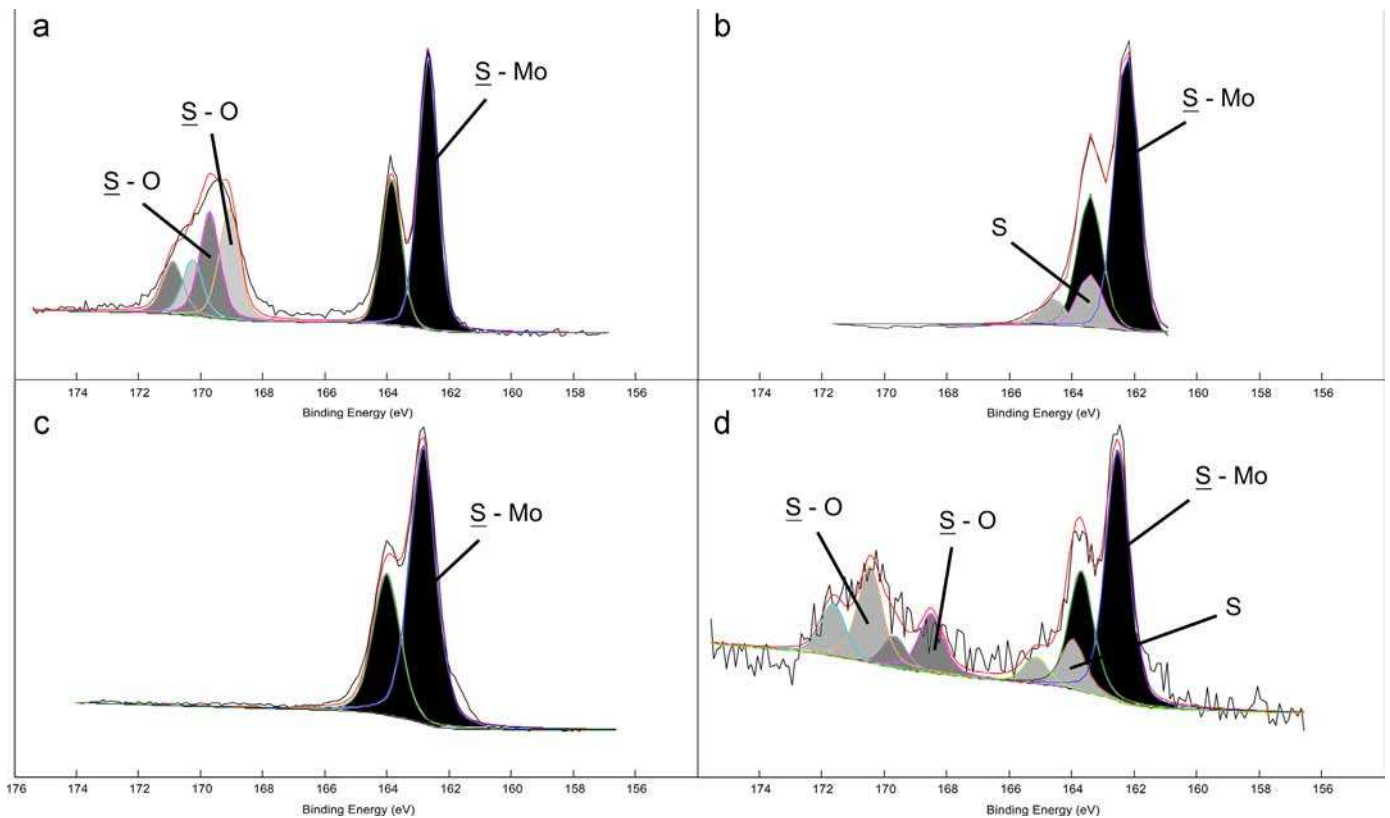 a
S - O
S - O
S - Mo
174 172 170 168 166 164 162 160 158 156
Binding Energy (eV)
b
S - Mo
S
174 172 170 168 166 164 162 160 158 156
Binding Energy (eV)
c
S - Mo
176 174 172 170 168 166 164 162 160 158 156
Binding Energy (eV)
d
S - O
S - O
S - Mo
S
174 172 170 168 166 164 162 160 158 156
Binding Energy (eV)